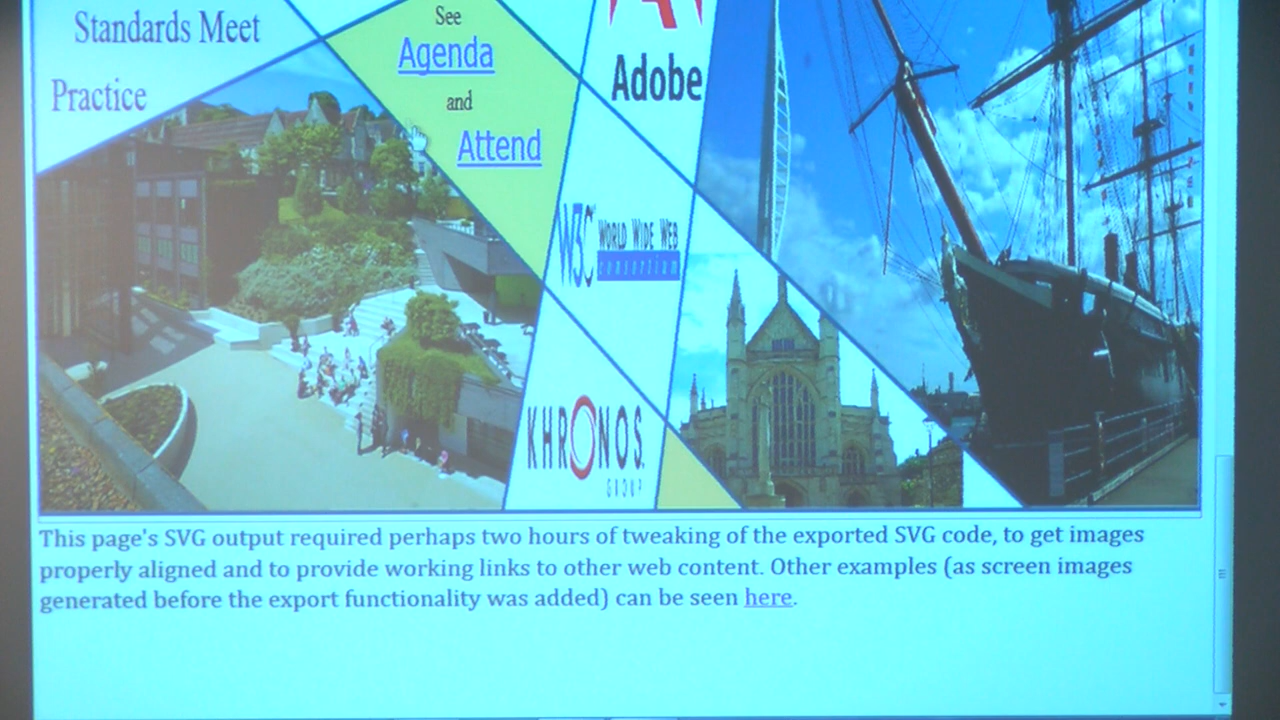 Standards Meet
Practice
See
Agenda
and
Attend
Adobe
W3C WORLD WIDE WEB
consortium
KHRONOS
GROUP
This page's SVG output required perhaps two hours of tweaking of the exported SVG code, to get images
properly aligned and to provide working links to other web content. Other examples (as screen images
generated before the export functionality was added) can be seen here.